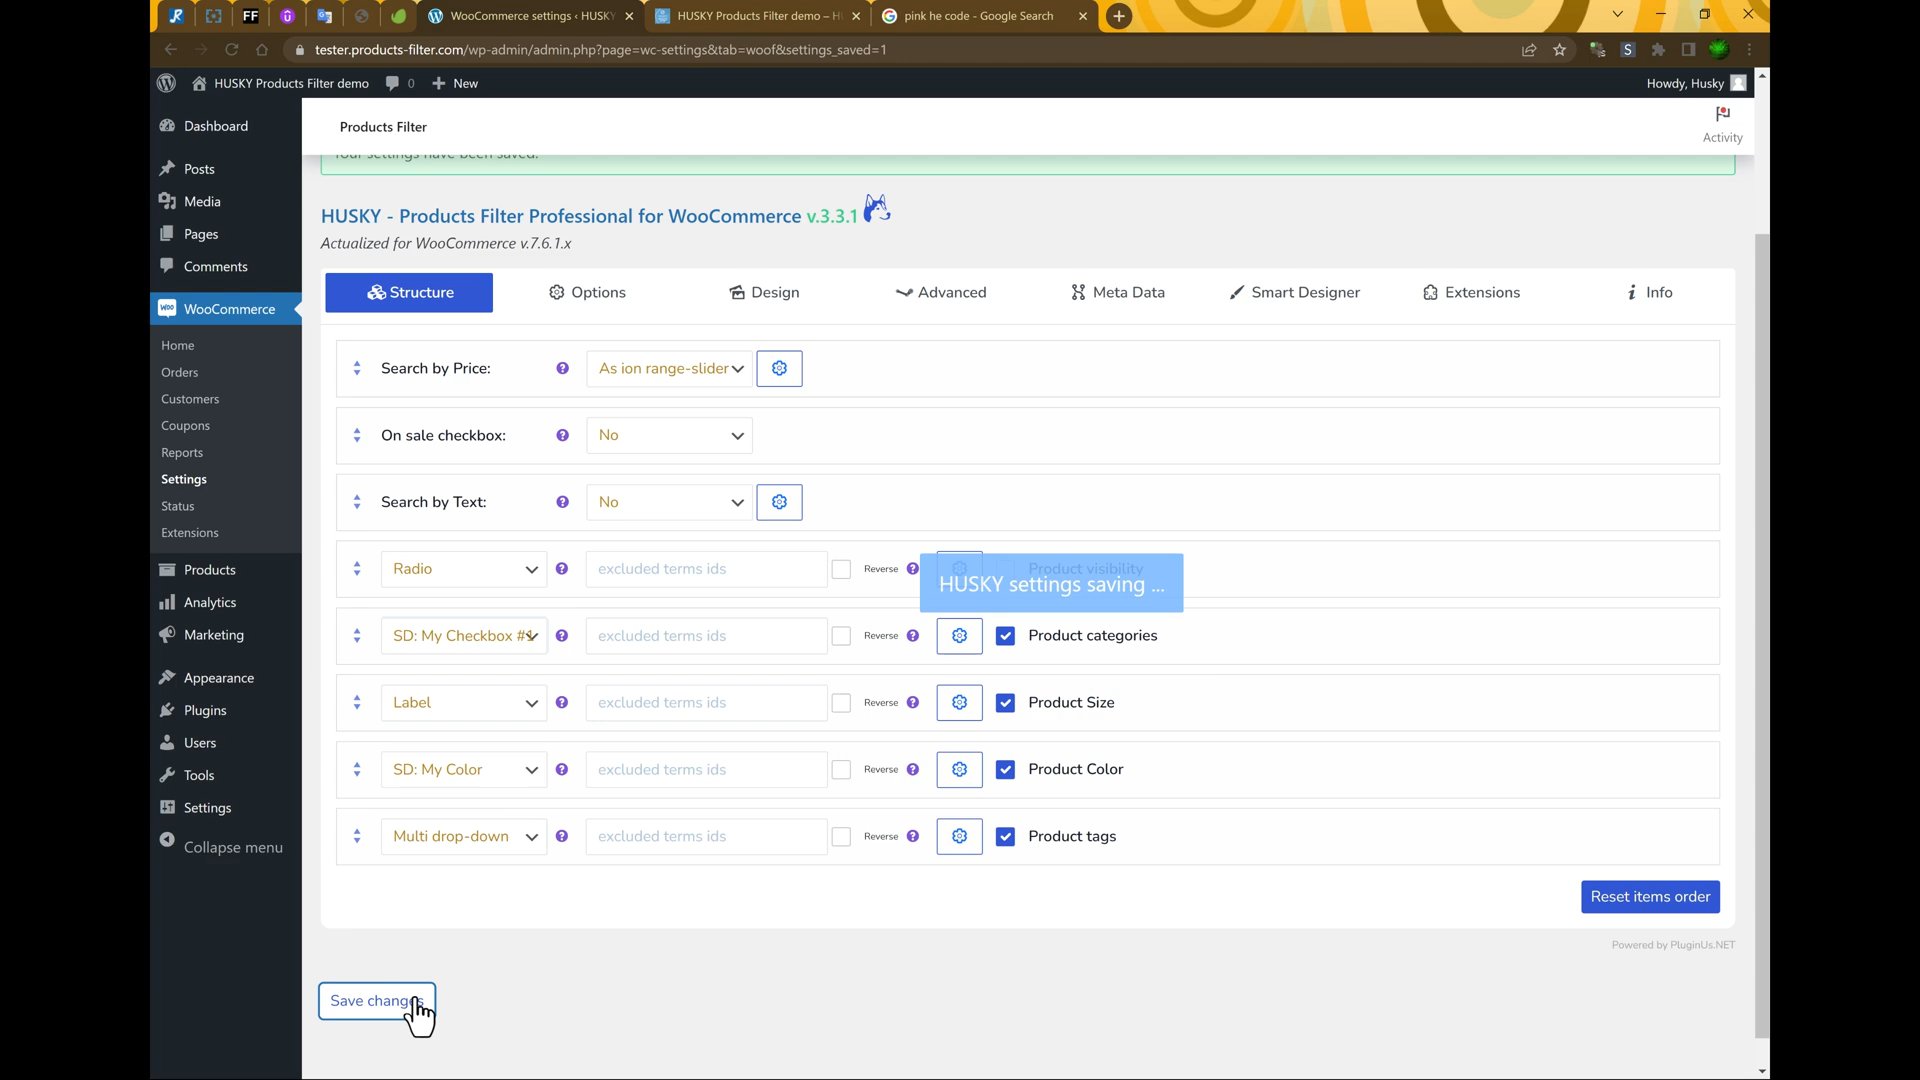 WooCommerce settings ‹ HUSKY
HUSKY Products Filter demo – H
pink he code - Google Search
tester.products-filter.com/wp-admin/admin.php?page=wc-settings&tab=woof&settings_saved=1
HUSKY Products Filter demo
0
New
Howdy, Husky
Dashboard
Posts
Media
Pages
Comments
WooCommerce
Home
Orders
Customers
Coupons
Reports
Settings
Status
Extensions
Products
Analytics
Marketing
Appearance
Plugins
Users
Tools
Settings
Collapse menu
Products Filter
Activity
Your settings have been saved.
HUSKY - Products Filter Professional for WooCommerce v.3.3.1
Actualized for WooCommerce v.7.6.1.x
Structure
Options
Design
Advanced
Meta Data
Smart Designer
Extensions
Info
Search by Price: ? As ion range-slider
On sale checkbox: ? No
Search by Text: ? No
Radio ? excluded terms ids Reverse ? Product visibility
HUSKY settings saving ...
SD: My Checkbox #1 ? excluded terms ids Reverse ? Product categories
Label ? excluded terms ids Reverse ? Product Size
SD: My Color ? excluded terms ids Reverse ? Product Color
Multi drop-down ? excluded terms ids Reverse ? Product tags
Reset items order
Powered by PluginUs.NET
Save changes